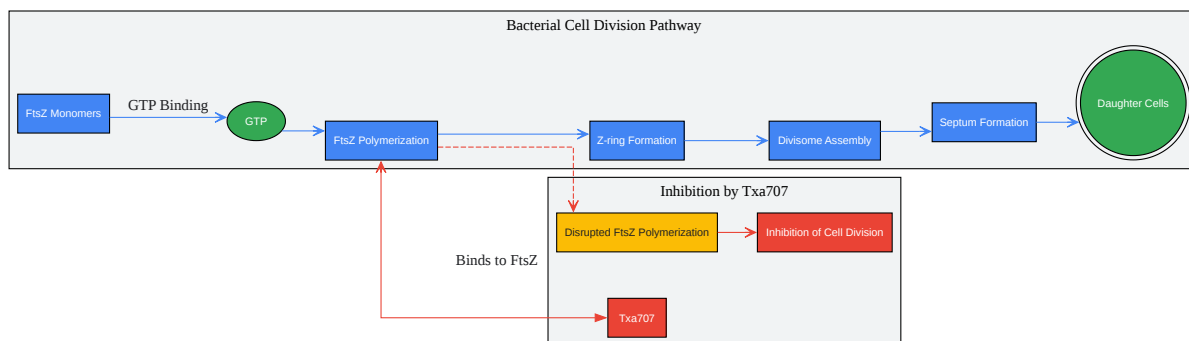 Bacterial Cell Division Pathway
FtsZ Monomers
GTP Binding
GTP
FtsZ Polymerization
Z-ring Formation
Divisome Assembly
Septum Formation
Daughter Cells
Inhibition by Txa707
Disrupted FtsZ Polymerization
Inhibition of Cell Division
Binds to FtsZ
Txa707